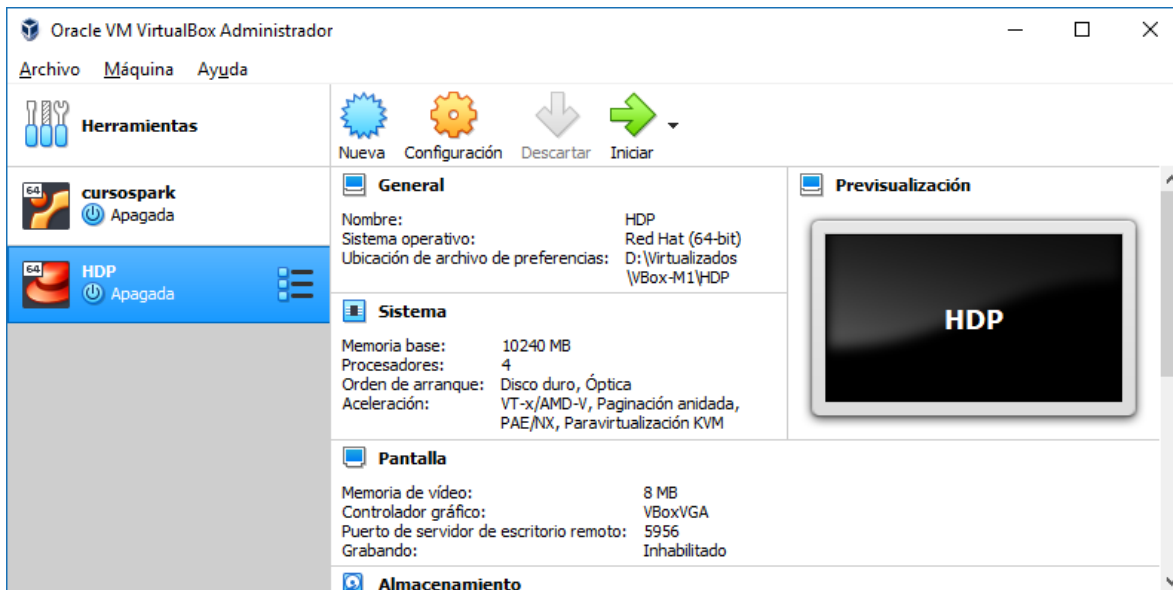 Oracle VM VirtualBox Administrador
Archivo Máquina Ayuda
Herramientas
Nueva Configuración Descartar Iniciar
64
cursospark
Apagada
64
HDP
Apagada
General
Nombre: HDP
Sistema operativo: Red Hat (64-bit)
Ubicación de archivo de preferencias: D:\Virtualizados
\VBox-M1\HDP
Sistema
Memoria base: 10240 MB
Procesadores: 4
Orden de arranque: Disco duro, Óptica
Aceleración: VT-x/AMD-V, Paginación anidada,
PAE/NX, Paravirtualización KVM
Previsualización
HDP
Pantalla
Memoria de vídeo: 8 MB
Controlador gráfico: VBoxVGA
Puerto de servidor de escritorio remoto: 5956
Grabando: Inhabilitado
Almacenamiento